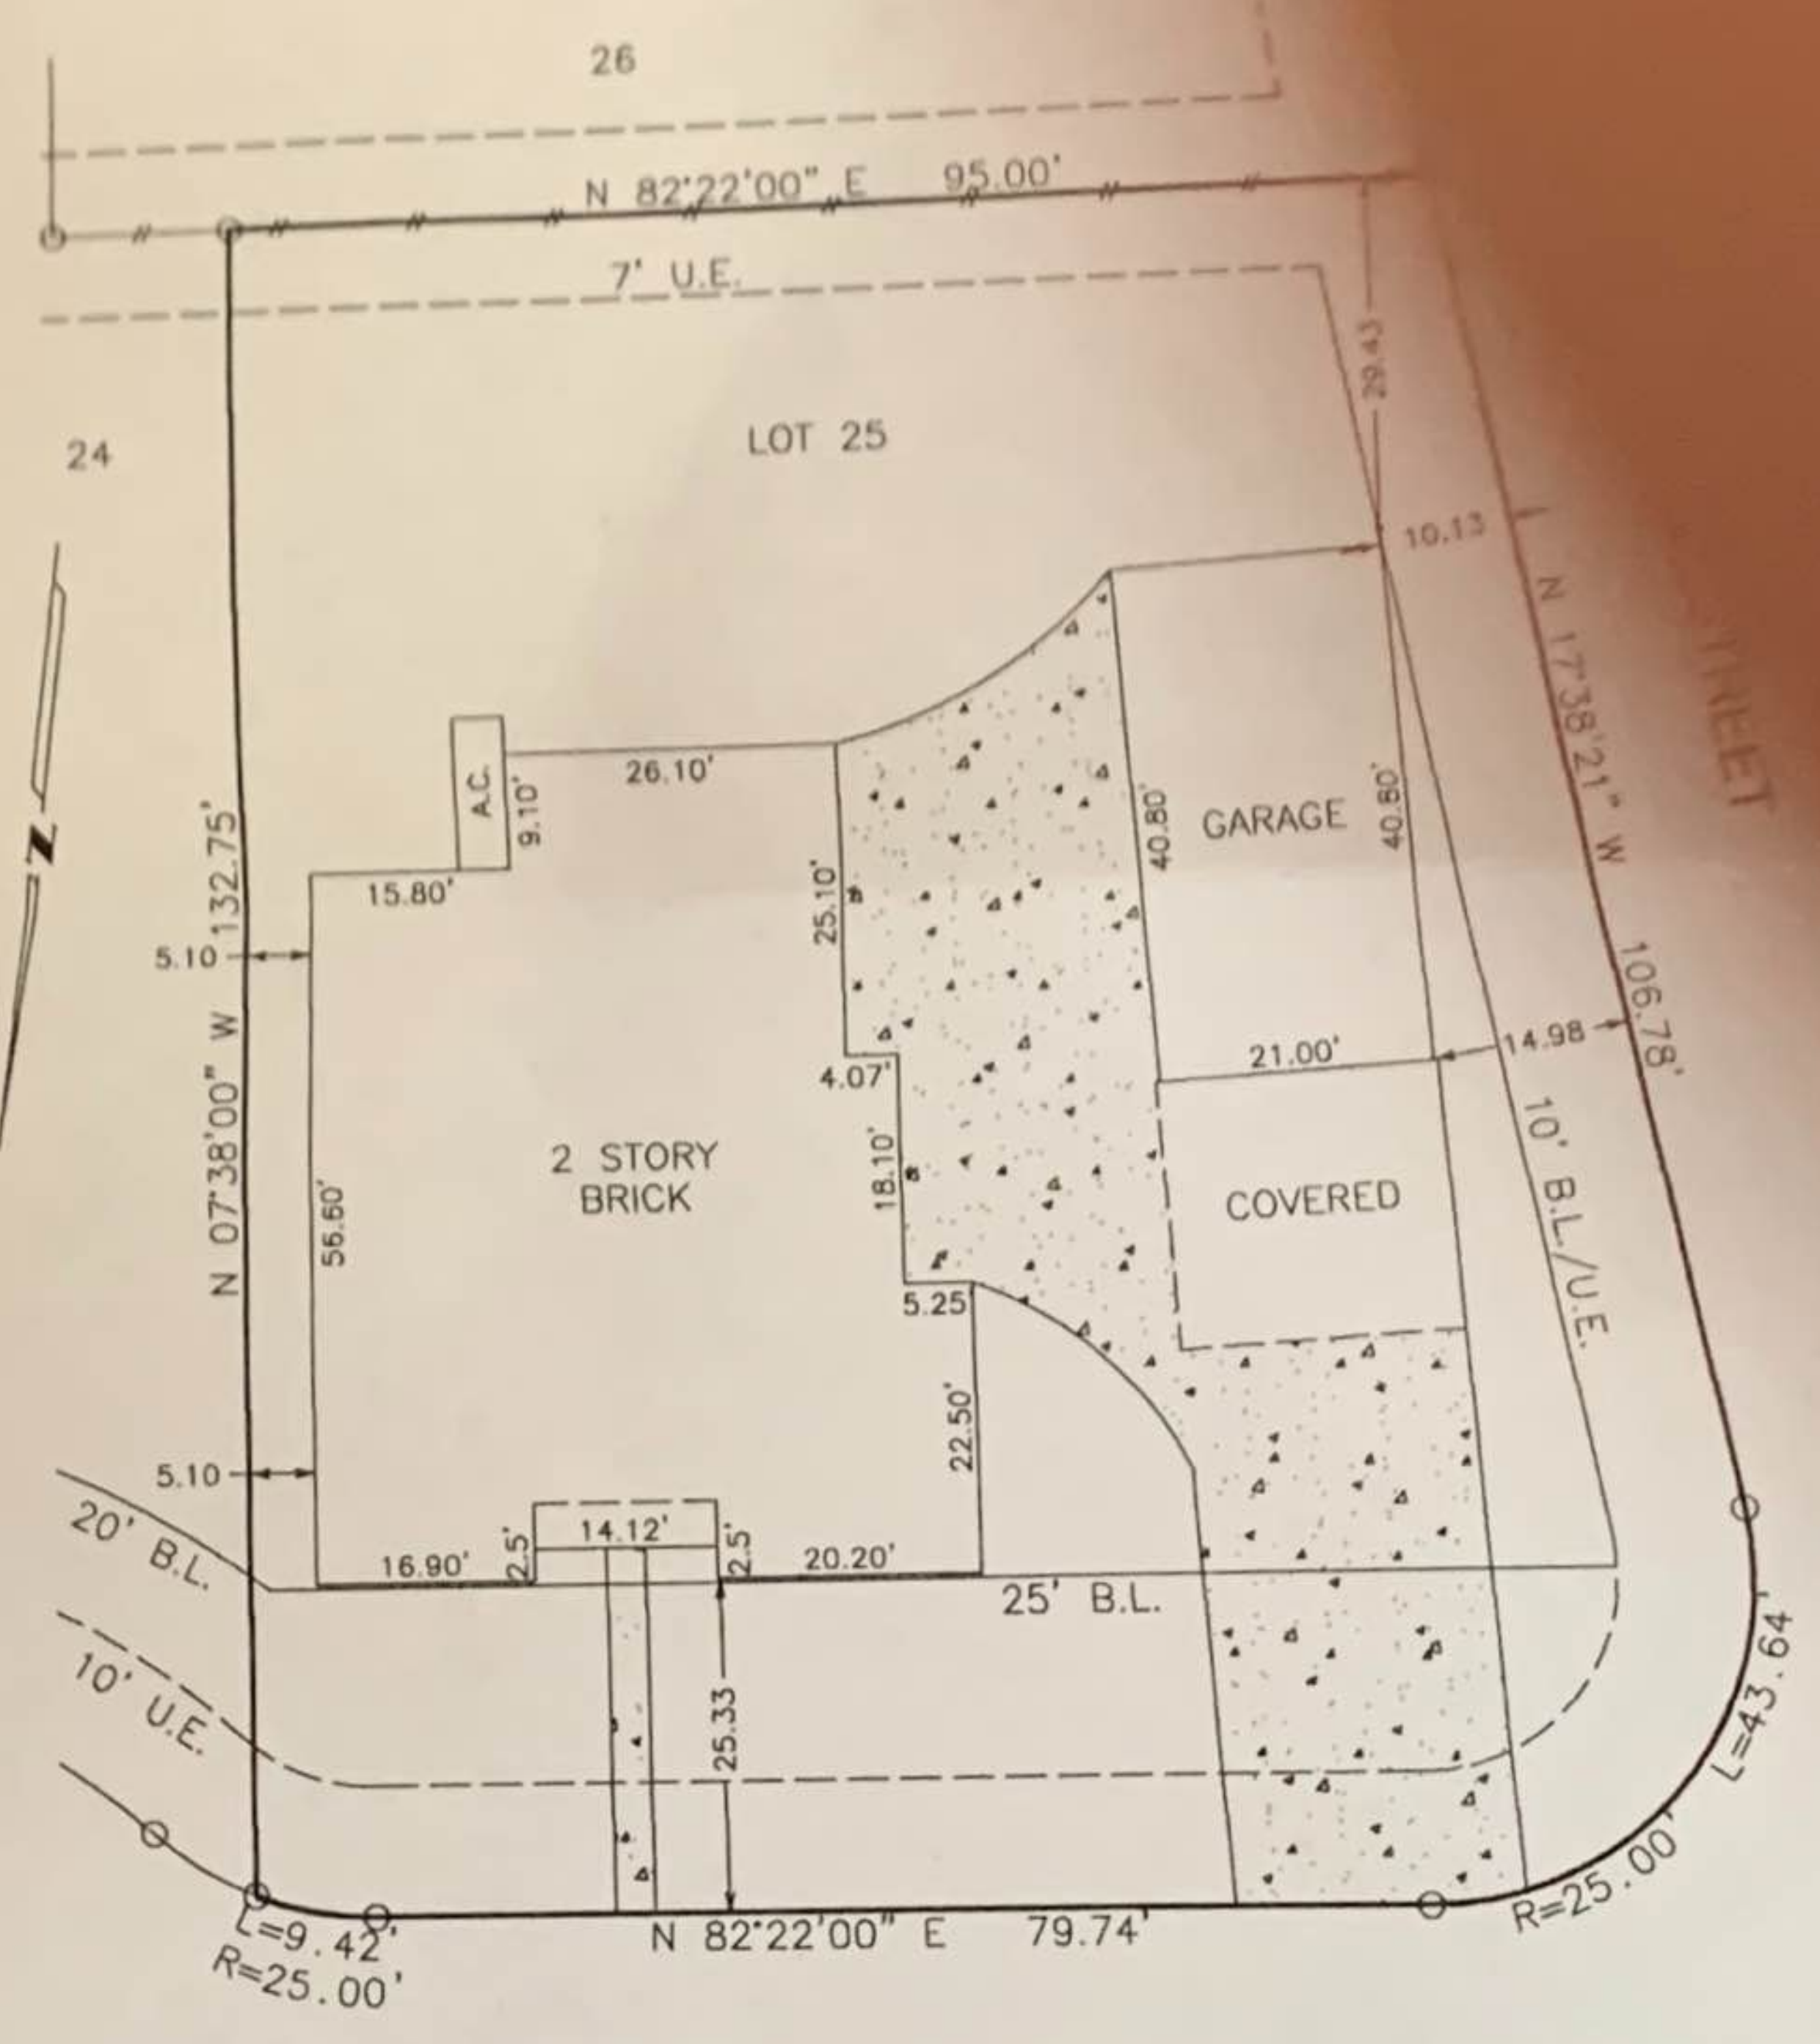 26
N 82°22'00" E 95.00'
7' U.E.
29.43
LOT 25
24
10.13
N 17°38'21" W 106.78'
A.C.
9.10'
26.10'
GARAGE
40.80'
40.80'
N 07°38'00" W 132.75'
15.80'
25.10'
5.10
N
21.00'
14.98
4.07'
10' B.L./U.E.
2 STORY
BRICK
18.10'
COVERED
56.60'
5.25'
22.50'
5.10
20' B.L.
14.12'
2.5'
2.5'
16.90'
20.20'
25' B.L.
10' U.E.
25.33
L=43.64'
R=25.00'
L=9.42'
R=25.00'
N 82°22'00" E 79.74'